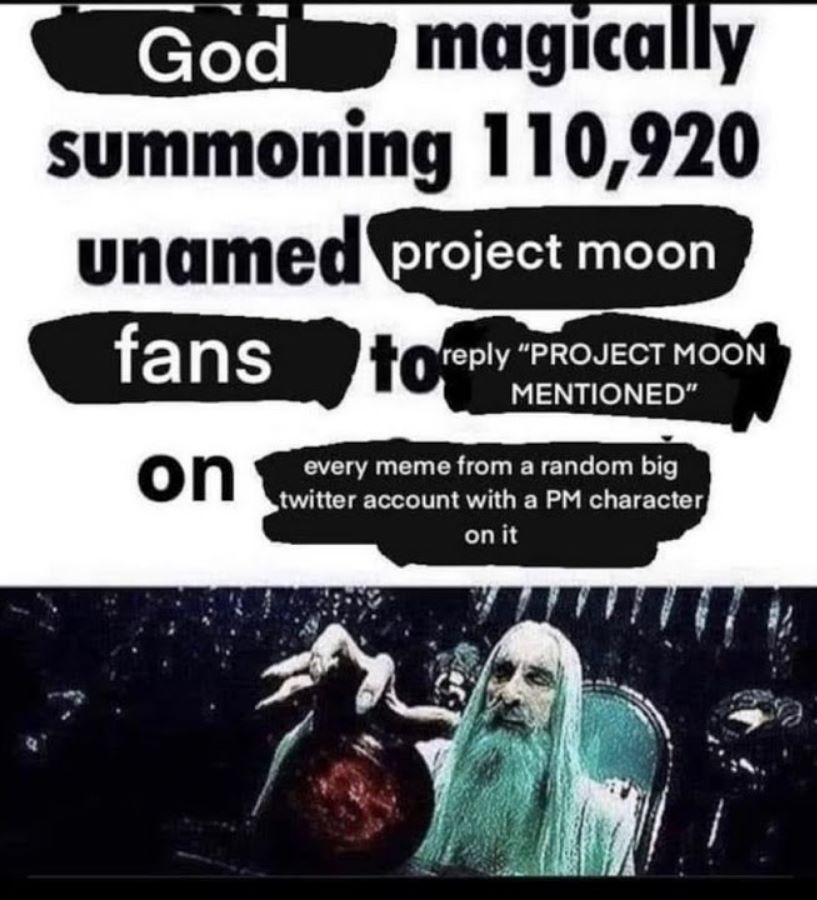 God magically
summoning 110,920
unamed project moon
fans to reply "PROJECT MOON
MENTIONED"
on every meme from a random big
twitter account with a PM character
on it